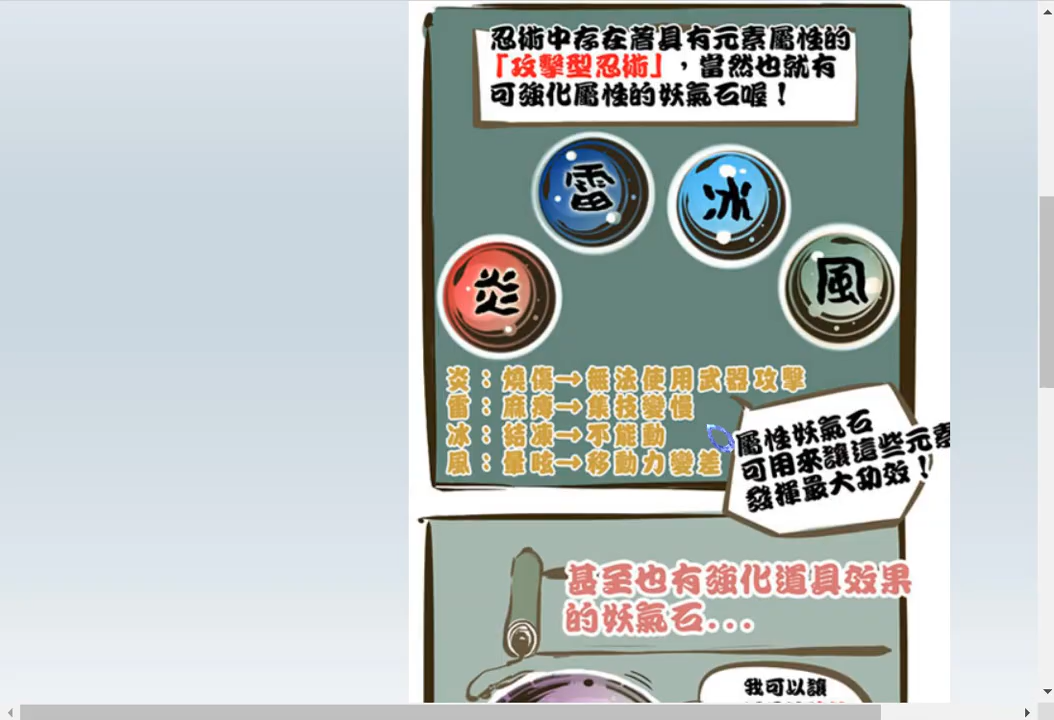 忍術中存在著具有元素屬性的
「攻擊型忍術」，當然也就有
可強化屬性的妖氣石喔！
雷
冰
炎
風
炎：燒傷→無法使用武器攻擊
雷：麻痺→集技變慢
冰：結凍→不能動
風：暈眩→移動力變差
屬性妖氣石
可用來讓這些元素
發揮最大功效！
甚至也有強化道具效果
的妖氣石...
我可以讓